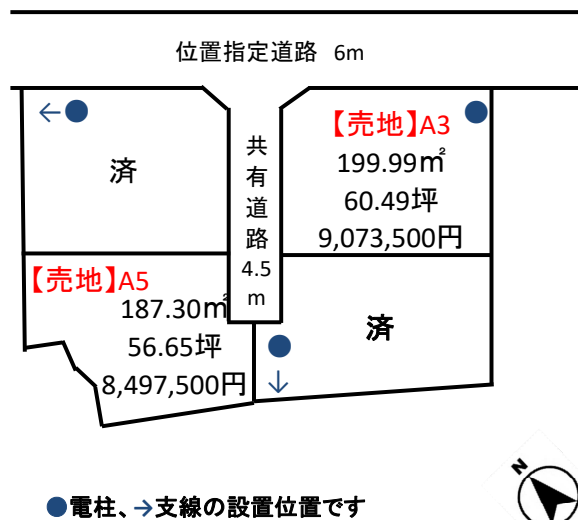 位置指定道路 6m
←●
済
共有道路4.5m
【売地】A3
199.99㎡
60.49坪
9,073,500円
【売地】A5
187.30㎡
56.65坪
8,497,500円
済
●
↓
●電柱、→支線の設置位置です
N